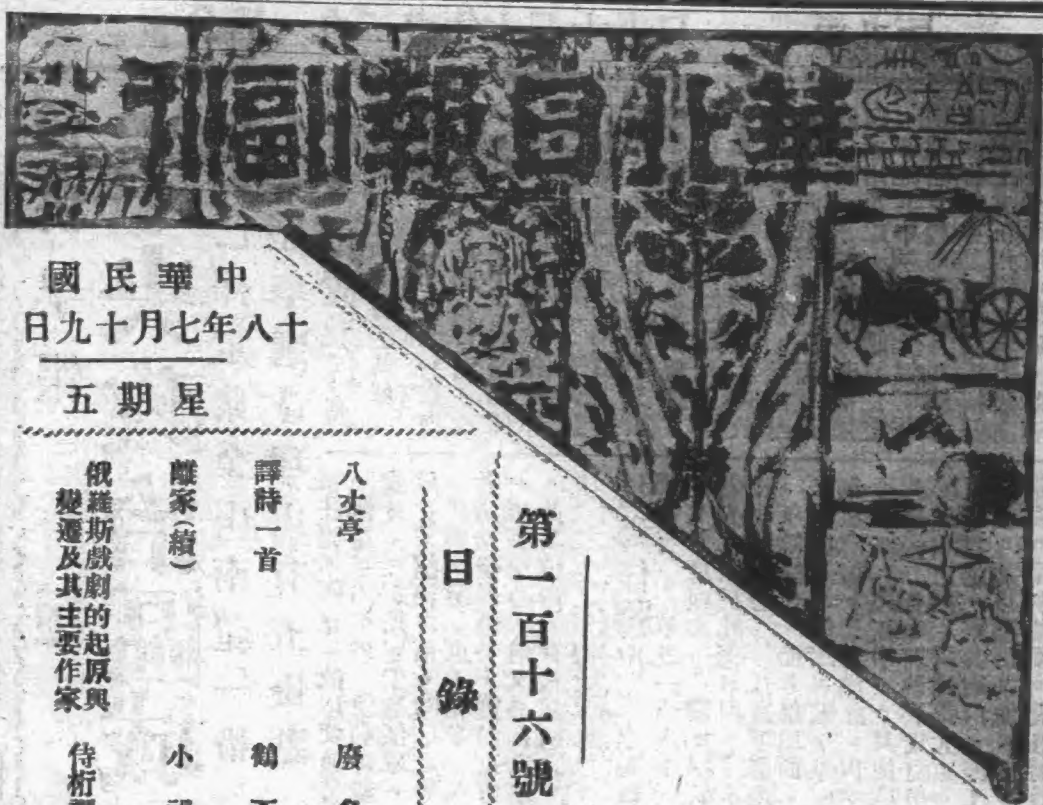 華北日報副刊
中華民國
十八年七月十九日
星期五
第一百十六號
目錄
八丈亭 廢
譯詩一首 鶴
離家（續） 小
俄羅斯戲劇的起原與
變遷及其主要作家 侍桁